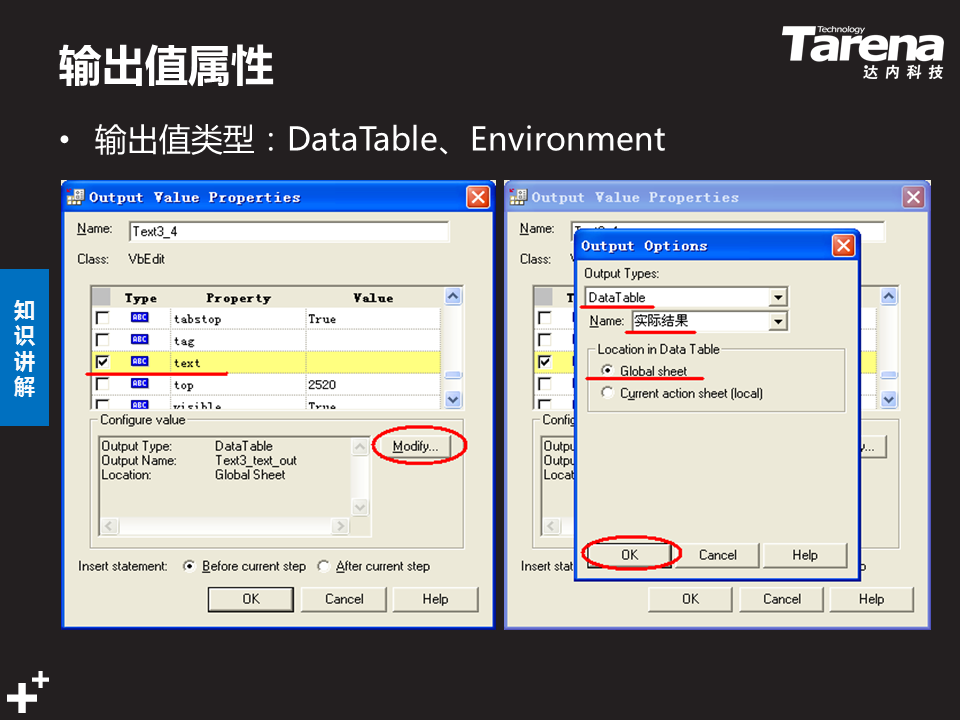 输出值属性
Technology
Tarena
达内科技
• 输出值类型：DataTable、Environment
知识讲解
Output Value Properties
Name: Text3_4
Class: VbEdit
Type Property Value
ABC tabstop True
ABC tag
ABC text
ABC top 2520
ABC visible True
Configure value
Output Type: DataTable
Output Name: Text3_text_out
Location: Global Sheet
Modify...
Insert statement: Before current step After current step
OK Cancel Help
Output Value Properties
Name:
Class:
Output Options
Output Types:
DataTable
Name: 实际结果
Location in Data Table
Global sheet
Current action sheet (local)
OK Cancel Help
OK Cancel Help